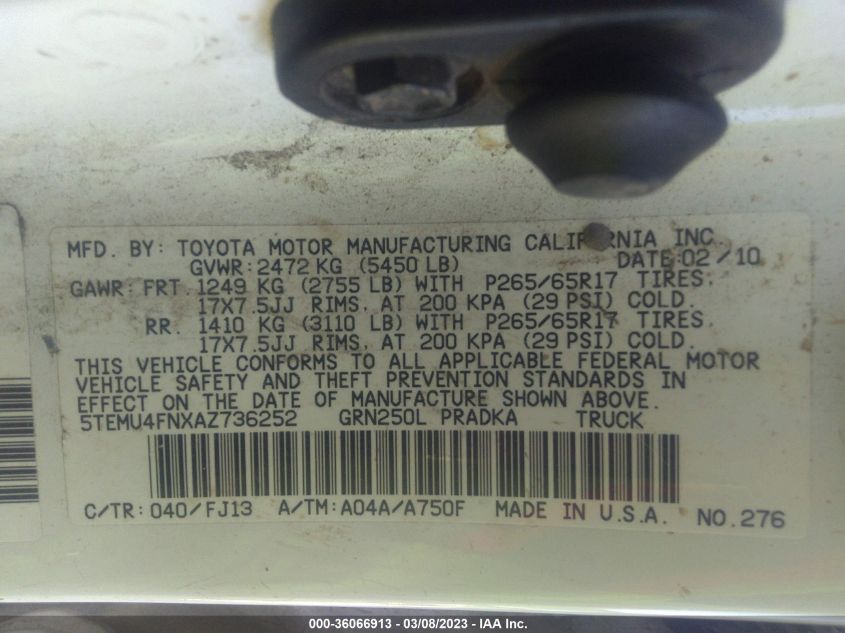 MFD. BY: TOYOTA MOTOR MANUFACTURING CALIFORNIA INC.
GVWR: 2472 KG (5450 LB) DATE: 02/10
GAWR: FRT. 1249 KG (2755 LB) WITH P265/65R17 TIRES,
17X7.5JJ RIMS, AT 200 KPA (29 PSI) COLD.
RR. 1410 KG (3110 LB) WITH P265/65R17 TIRES,
17X7.5JJ RIMS, AT 200 KPA (29 PSI) COLD.
THIS VEHICLE CONFORMS TO ALL APPLICABLE FEDERAL MOTOR
VEHICLE SAFETY AND THEFT PREVENTION STANDARDS IN
EFFECT ON THE DATE OF MANUFACTURE SHOWN ABOVE.
5TEMU4FNXAZ736252 GRN250L PRADKA TRUCK
C/TR: 040/FJ13 A/TM: A04A/A750F MADE IN U.S.A. NO. 276
000-36066913 - 03/08/2023 - IAA Inc.